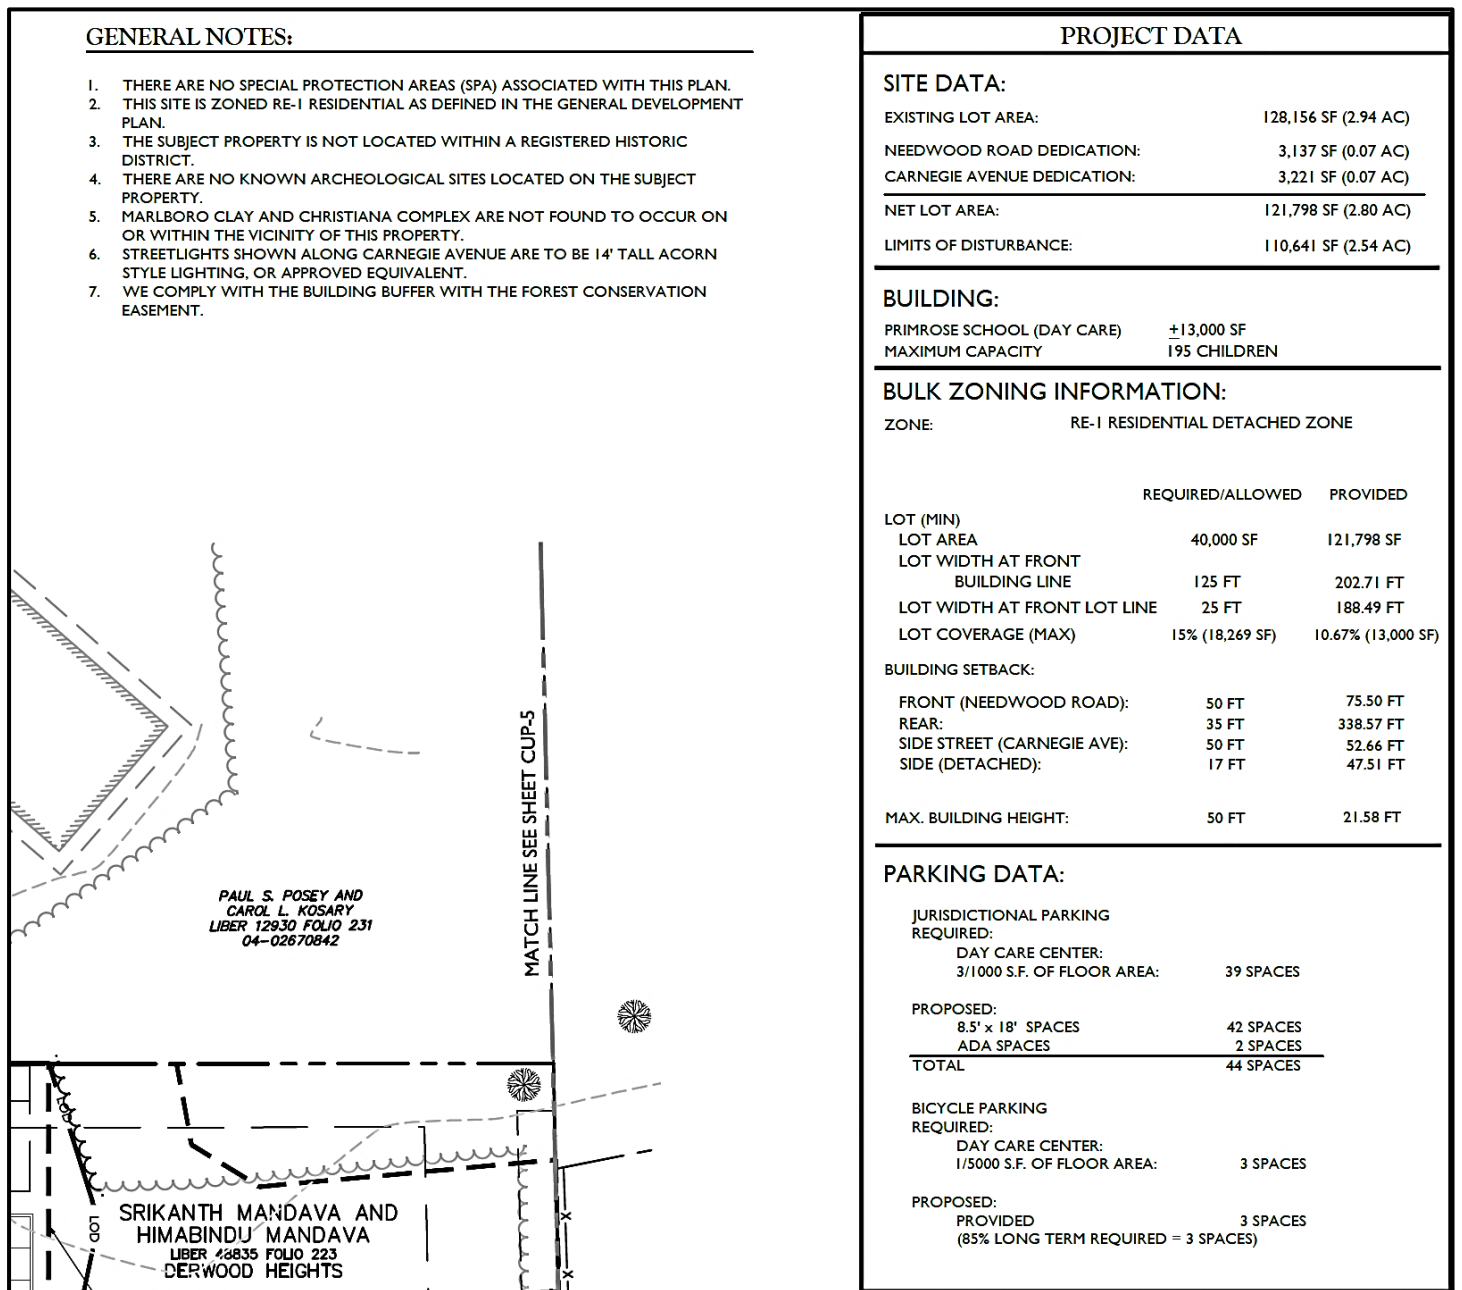 GENERAL NOTES:
1. THERE ARE NO SPECIAL PROTECTION AREAS (SPA) ASSOCIATED WITH THIS PLAN.
2. THIS SITE IS ZONED RE-1 RESIDENTIAL AS DEFINED IN THE GENERAL DEVELOPMENT
PLAN.
3. THE SUBJECT PROPERTY IS NOT LOCATED WITHIN A REGISTERED HISTORIC
DISTRICT.
4. THERE ARE NO KNOWN ARCHEOLOGICAL SITES LOCATED ON THE SUBJECT
PROPERTY.
5. MARLBORO CLAY AND CHRISTIANA COMPLEX ARE NOT FOUND TO OCCUR ON
OR WITHIN THE VICINITY OF THIS PROPERTY.
6. STREETLIGHTS SHOWN ALONG CARNEGIE AVENUE ARE TO BE 14' TALL ACORN
STYLE LIGHTING, OR APPROVED EQUIVALENT.
7. WE COMPLY WITH THE BUILDING BUFFER WITH THE FOREST CONSERVATION
EASEMENT.
MATCH LINE SEE SHEET CUP-5
PAUL S. POSEY AND
CAROL L. KOSARY
LIBER 12930 FOLIO 231
04-02670842
LOD
LOD
SRIKANTH MANDAVA AND
HIMABINDU MANDAVA
LIBER 48835 FOLIO 223
DERWOOD HEIGHTS
X
X
PROJECT DATA
SITE DATA:
EXISTING LOT AREA: 128,156 SF (2.94 AC)
NEEDWOOD ROAD DEDICATION: 3,137 SF (0.07 AC)
CARNEGIE AVENUE DEDICATION: 3,221 SF (0.07 AC)
NET LOT AREA: 121,798 SF (2.80 AC)
LIMITS OF DISTURBANCE: 110,641 SF (2.54 AC)
BUILDING:
PRIMROSE SCHOOL (DAY CARE) ±13,000 SF
MAXIMUM CAPACITY 195 CHILDREN
BULK ZONING INFORMATION:
ZONE: RE-1 RESIDENTIAL DETACHED ZONE
REQUIRED/ALLOWED PROVIDED
LOT (MIN)
LOT AREA 40,000 SF 121,798 SF
LOT WIDTH AT FRONT
BUILDING LINE 125 FT 202.71 FT
LOT WIDTH AT FRONT LOT LINE 25 FT 188.49 FT
LOT COVERAGE (MAX) 15% (18,269 SF) 10.67% (13,000 SF)
BUILDING SETBACK:
FRONT (NEEDWOOD ROAD): 50 FT 75.50 FT
REAR: 35 FT 338.57 FT
SIDE STREET (CARNEGIE AVE): 50 FT 52.66 FT
SIDE (DETACHED): 17 FT 47.51 FT
MAX. BUILDING HEIGHT: 50 FT 21.58 FT
PARKING DATA:
JURISDICTIONAL PARKING
REQUIRED:
DAY CARE CENTER:
3/1000 S.F. OF FLOOR AREA: 39 SPACES
PROPOSED:
8.5' x 18' SPACES 42 SPACES
ADA SPACES 2 SPACES
TOTAL 44 SPACES
BICYCLE PARKING
REQUIRED:
DAY CARE CENTER:
1/5000 S.F. OF FLOOR AREA: 3 SPACES
PROPOSED:
PROVIDED 3 SPACES
(85% LONG TERM REQUIRED = 3 SPACES)